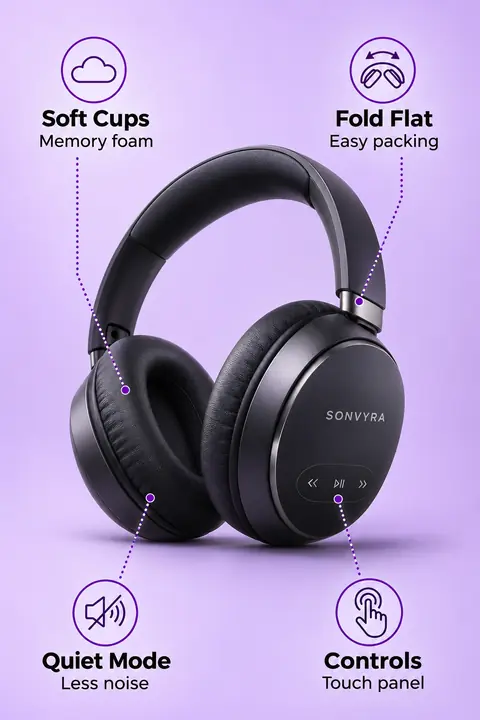 Soft Cups
Memory foam
Fold Flat
Easy packing
SONVYRA
Quiet Mode
Less noise
Controls
Touch panel